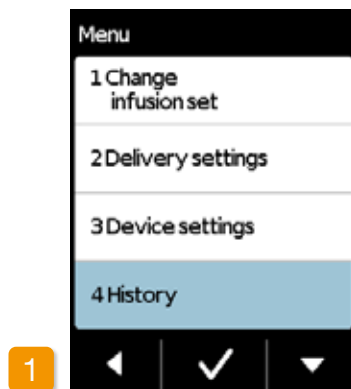 Menu
1 Change
infusion set
2 Delivery settings
3 Device settings
4 History
1